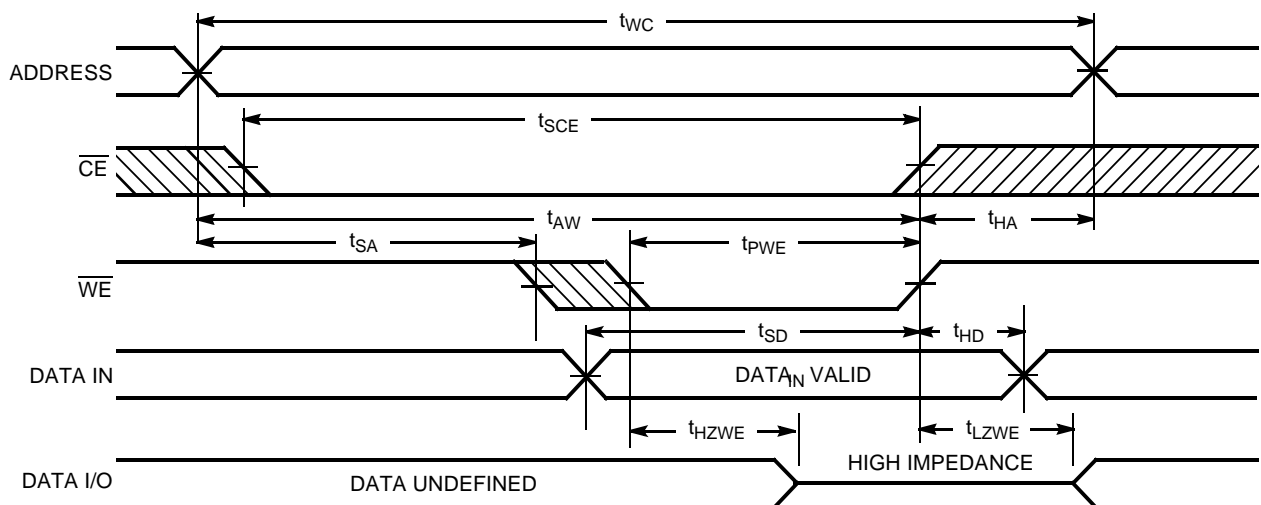 tWC
ADDRESS
tSCE
CE
tAW
tHA
tSA
tPWE
WE
tSD
tHD
DATA IN
DATAIN VALID
tHZWE
tLZWE
HIGH IMPEDANCE
DATA I/O
DATA UNDEFINED